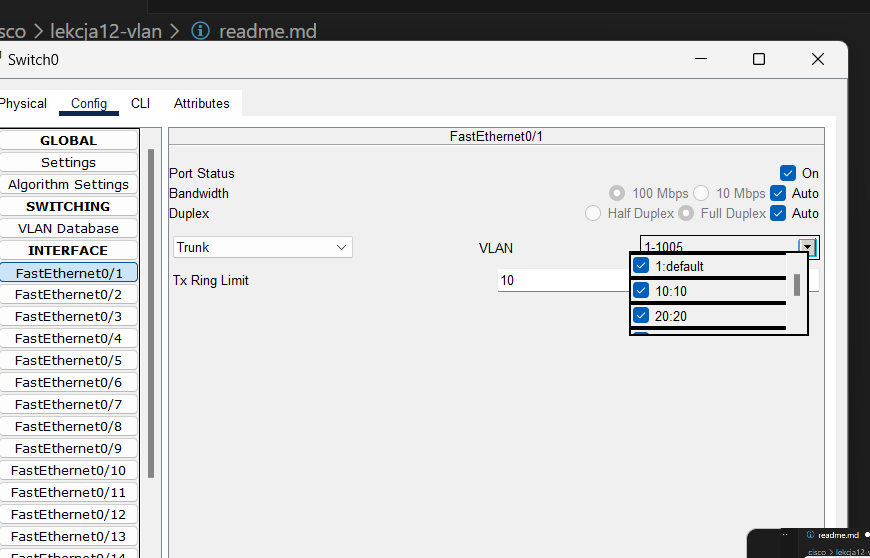 sco > lekcja12-vlan > readme.md
Switch0
Physical Config CLI Attributes
GLOBAL
Settings
Algorithm Settings
SWITCHING
VLAN Database
INTERFACE
FastEthernet0/1
FastEthernet0/2
FastEthernet0/3
FastEthernet0/4
FastEthernet0/5
FastEthernet0/6
FastEthernet0/7
FastEthernet0/8
FastEthernet0/9
FastEthernet0/10
FastEthernet0/11
FastEthernet0/12
FastEthernet0/13
FastEthernet0/14
FastEthernet0/1
Port Status On
Bandwidth 100 Mbps 10 Mbps Auto
Duplex Half Duplex Full Duplex Auto
Trunk VLAN 1-1005
1:default
10:10
20:20
Tx Ring Limit 10
readme.md
cisco > lekcja12-v